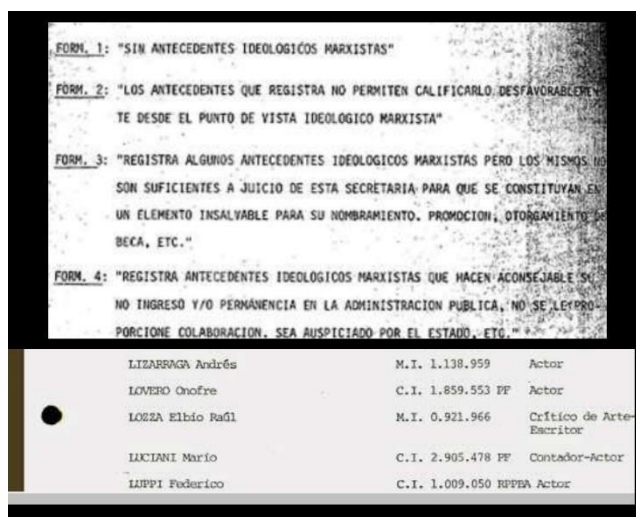 FORM. 1: "SIN ANTECEDENTES IDEOLOGICOS MARXISTAS"
FORM. 2: "LOS ANTECEDENTES QUE REGISTRA NO PERMITEN CALIFICARLO DESFAVORABLEMEN
TE DESDE EL PUNTO DE VISTA IDEOLOGICO MARXISTA"
FORM. 3: "REGISTRA ALGUNOS ANTECEDENTES IDEOLOGICOS MARXISTAS PERO LOS MISMOS NO
SON SUFICIENTES A JUICIO DE ESTA SECRETARIA PARA QUE SE CONSTITUYAN EN
UN ELEMENTO INSALVABLE PARA SU NOMBRAMIENTO. PROMOCION, OTORGAMIENTO DE
BECA, ETC."
FORM. 4: "REGISTRA ANTECEDENTES IDEOLOGICOS MARXISTAS QUE HACEN ACONSEJABLE SU
NO INGRESO Y/O PERMANENCIA EN LA ADMINISTRACION PUBLICA, NO SE LE PRO-
PORCIONE COLABORACION. SEA AUSPICIADO POR EL ESTADO, ETC."
LIZARRAGA Andrés M.I. 1.138.959 Actor
LOVERO Onofre C.I. 1.859.553 PF Actor
LOZZA Elbio Raúl M.I. 0.921.966 Crítico de Arte-
Escritor
LUCIANI Mario C.I. 2.905.478 PF Contador-Actor
LUPPI Federico C.I. 1.009.050 RPPBA Actor